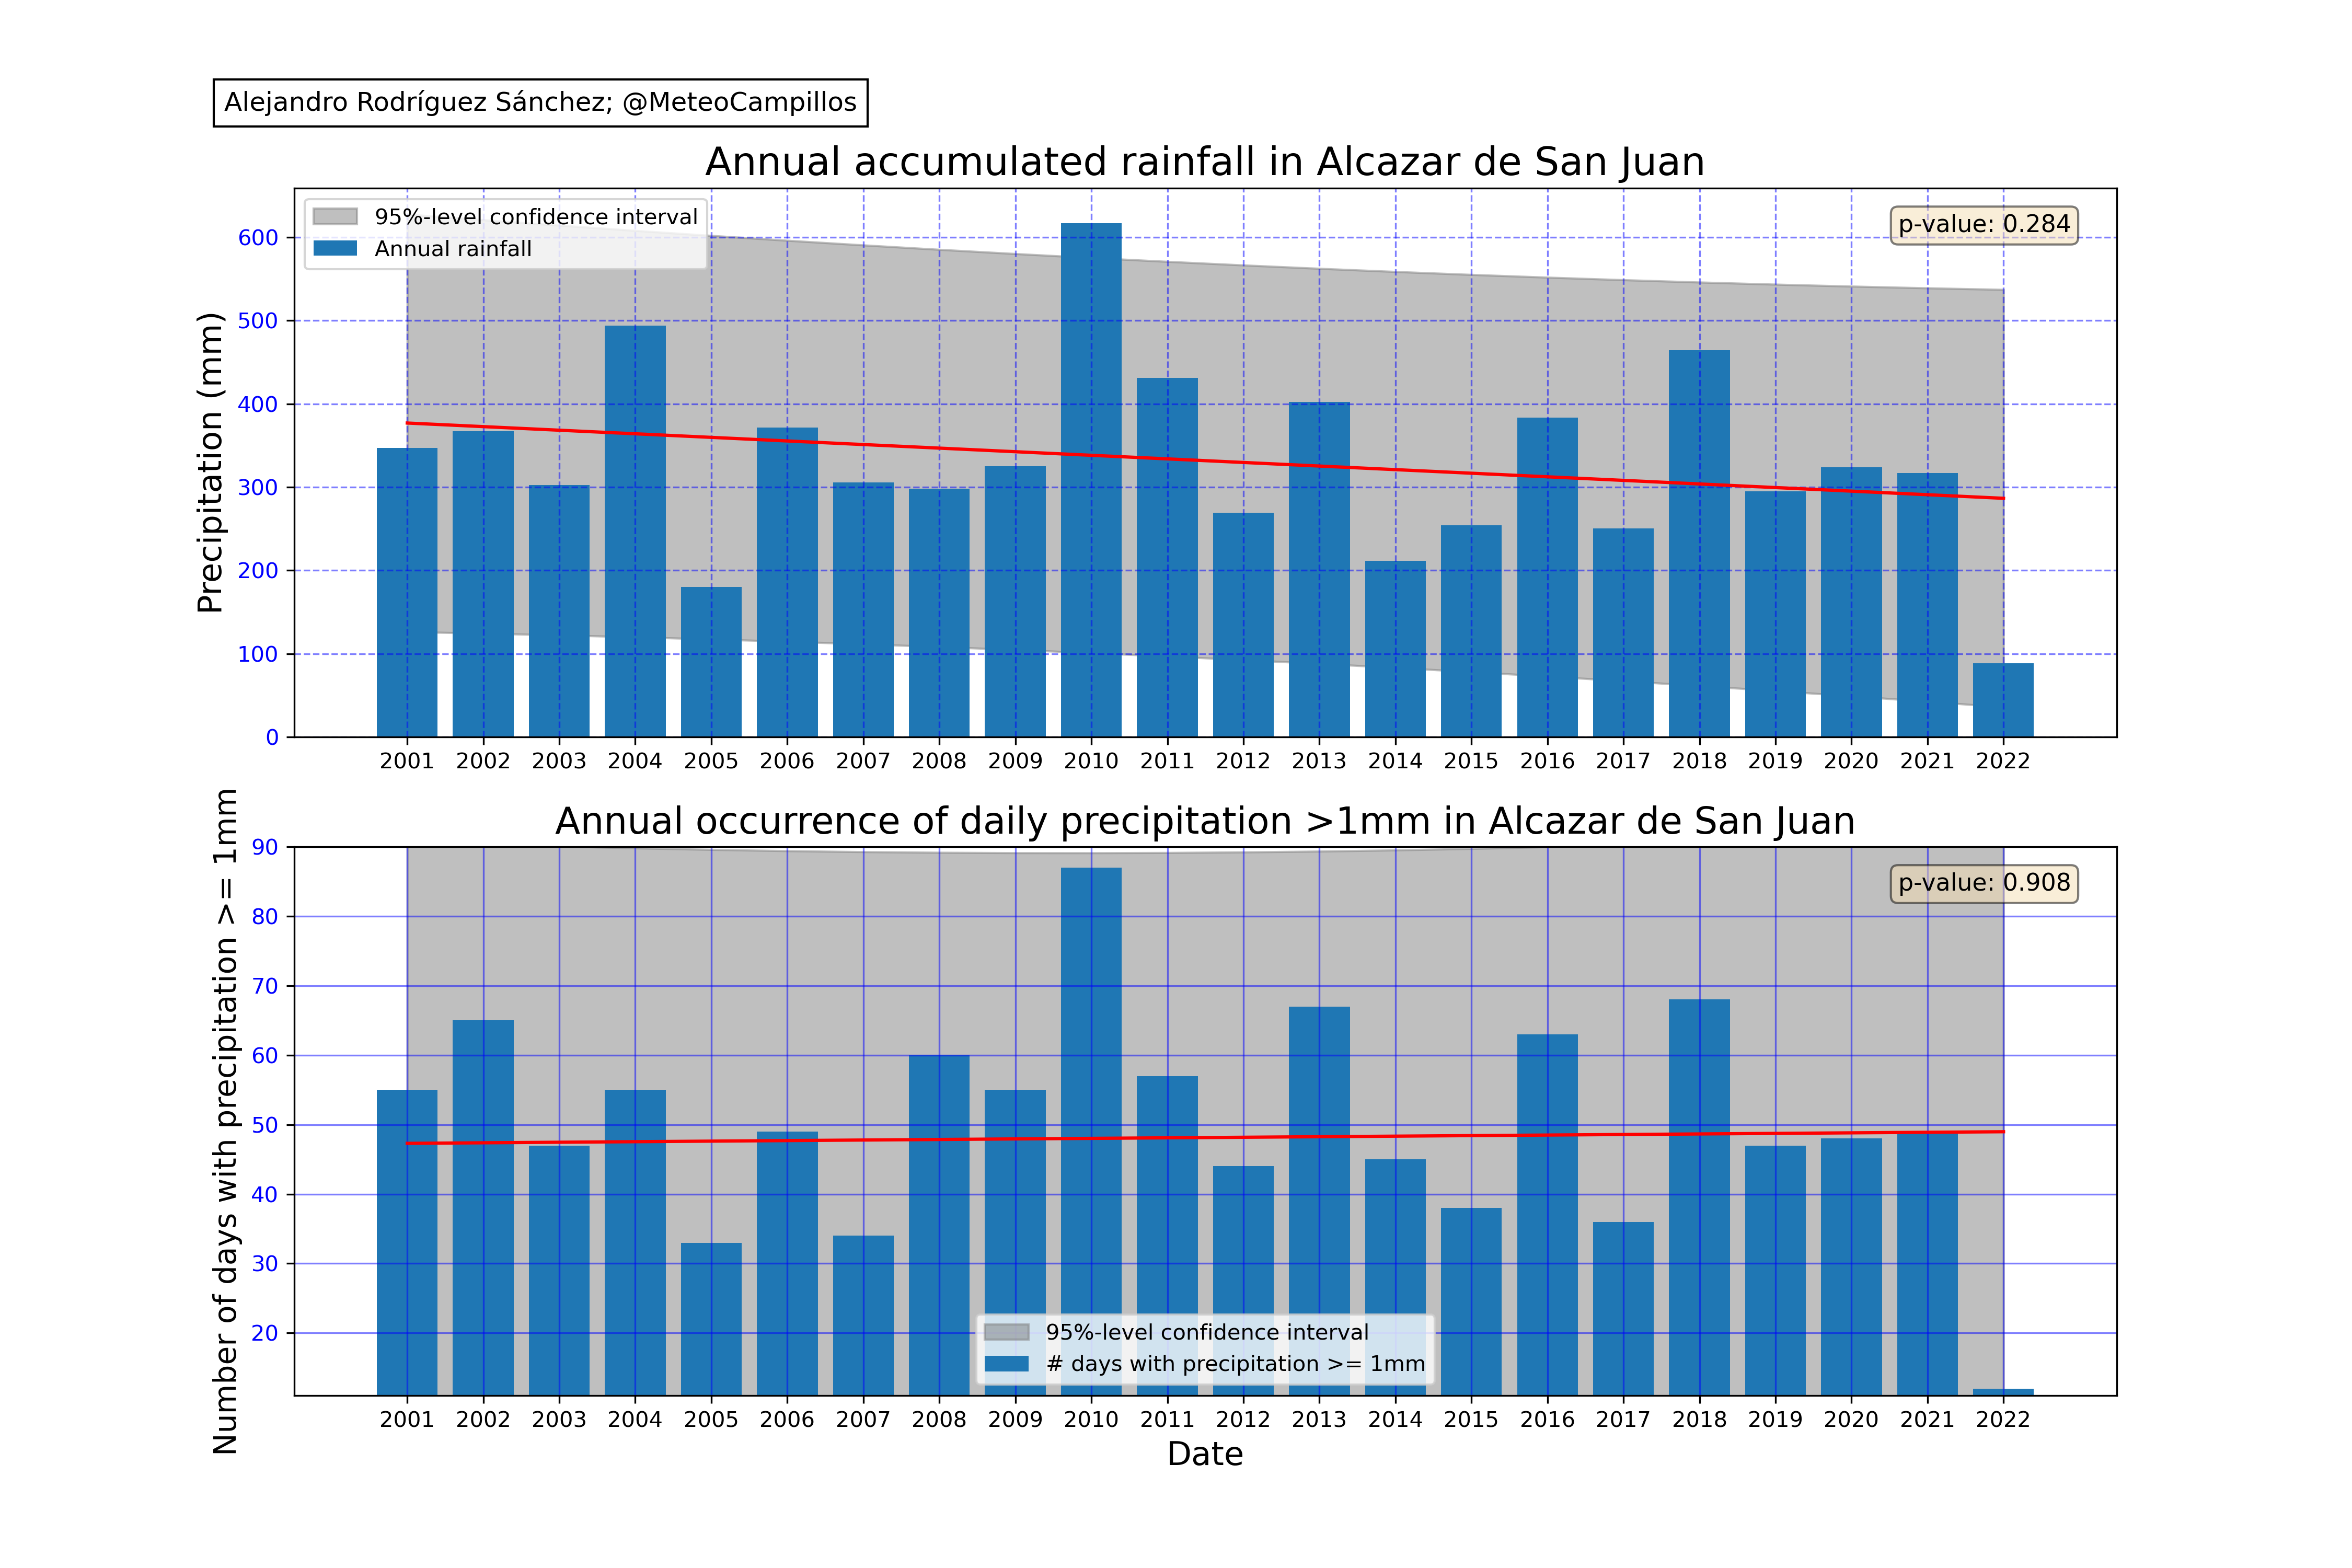 Alejandro Rodríguez Sánchez; @MeteoCampillos
Annual accumulated rainfall in Alcazar de San Juan
95%-level confidence interval
Annual rainfall
p-value: 0.284
Precipitation (mm)
600
500
400
300
200
100
0
2001 2002 2003 2004 2005 2006 2007 2008 2009 2010 2011 2012 2013 2014 2015 2016 2017 2018 2019 2020 2021 2022
Annual occurrence of daily precipitation >1mm in Alcazar de San Juan
p-value: 0.908
Number of days with precipitation >= 1mm
90
80
70
60
50
40
30
20
95%-level confidence interval
# days with precipitation >= 1mm
2001 2002 2003 2004 2005 2006 2007 2008 2009 2010 2011 2012 2013 2014 2015 2016 2017 2018 2019 2020 2021 2022
Date